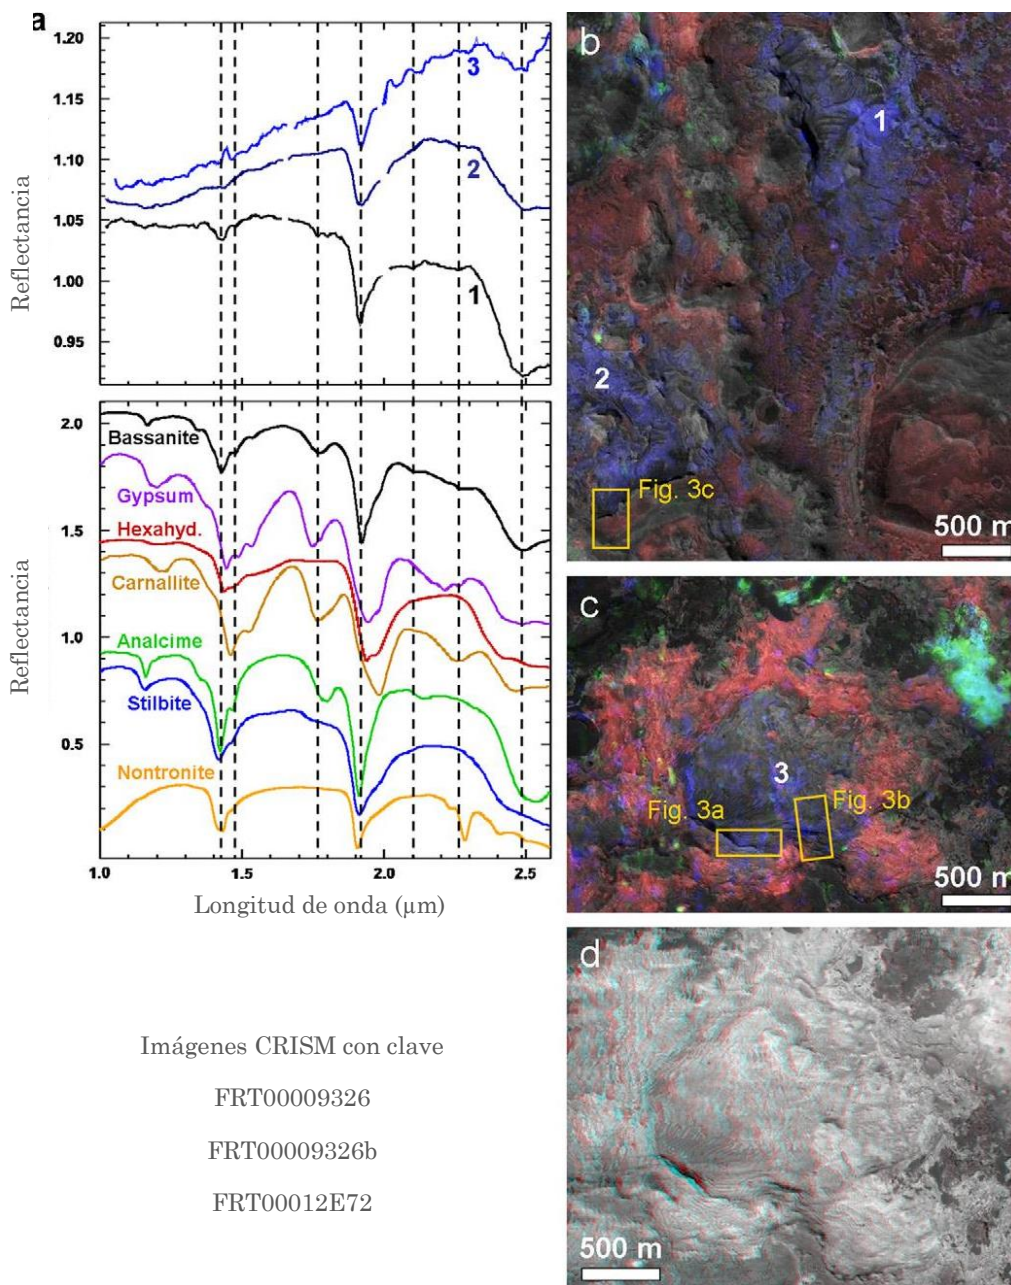 a
1.20
1.15
1.10
1.05
1.00
0.95
Reflectancia
3
2
1
2.0
1.5
1.0
0.5
Reflectancia
Bassanite
Gypsum
Hexahyd.
Carnallite
Analcime
Stilbite
Nontronite
1.0 1.5 2.0 2.5
Longitud de onda (µm)
Imágenes CRISM con clave
FRT00009326
FRT00009326b
FRT00012E72
b
1
2
Fig. 3c
500 m
c
3
Fig. 3a
Fig. 3b
500 m
d
500 m